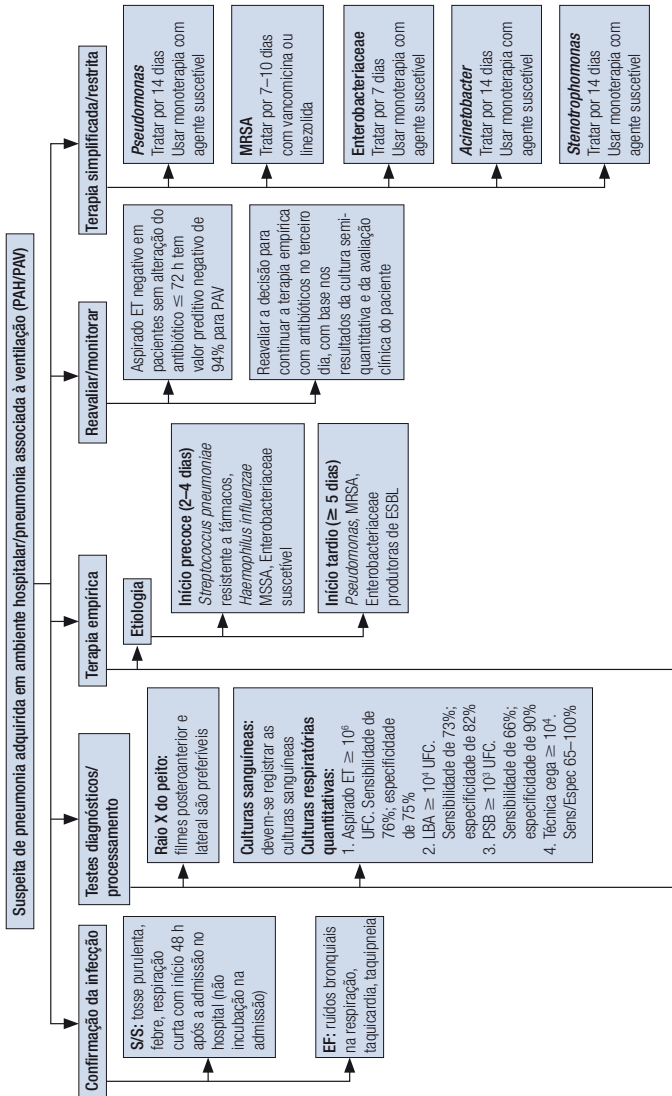 Suspeita de pneumonia adquirida em ambiente hospitalar/pneumonia associada à ventilação (PAH/PAV)
Confirmação da infecção
S/S: tosse purulenta,
febre, respiração
curta com início 48 h
após a admissão no
hospital (não
incubação na
admissão)
EF: ruídos bronquiais
na respiração,
taquicardia, taquipneia
Testes diagnósticos/
processamento
Raio X do peito:
filmes posteroanterior e
lateral são preferíveis
Culturas sanguíneas:
devem-se registrar as
culturas sanguíneas
Culturas respiratórias
quantitativas:
1. Aspirado ET ≥ 10⁶
UFC. Sensibilidade de
76%; especificidade
de 75%
2. LBA ≥ 10⁴ UFC.
Sensibilidade de 73%;
especificidade de 82%
3. PSB ≥ 10³ UFC.
Sensibilidade de 66%;
especificidade de 90%
4. Técnica cega ≥ 10⁴.
Sens/Espec 65–100%
Terapia empírica
Etiologia
Início precoce (2–4 dias)
Streptococcus pneumoniae
resistente a fármacos,
Haemophilus influenzae
MSSA, Enterobacteriaceae
suscetível
Início tardio (≥ 5 dias)
Pseudomonas, MRSA,
Enterobacteriaceae
produtoras de ESBL
Reavaliar/monitorar
Aspirado ET negativo em
pacientes sem alteração do
antibiótico ≤ 72 h tem
valor preditivo negativo de
94% para PAV
Reavaliar a decisão para
continuar a terapia empírica
com antibióticos no terceiro
dia, com base nos
resultados da cultura semi-
quantitativa e da avaliação
clínica do paciente
Terapia simplificada/restrita
Pseudomonas
Tratar por 14 dias
Usar monoterapia com
agente suscetível
MRSA
Tratar por 7–10 dias
com vancomicina ou
linezolida
Enterobacteriaceae
Tratar por 7 dias
Usar monoterapia com
agente suscetível
Acinetobacter
Tratar por 14 dias
Usar monoterapia com
agente suscetível
Stenotrophomonas
Tratar por 14 dias
Usar monoterapia com
agente suscetível